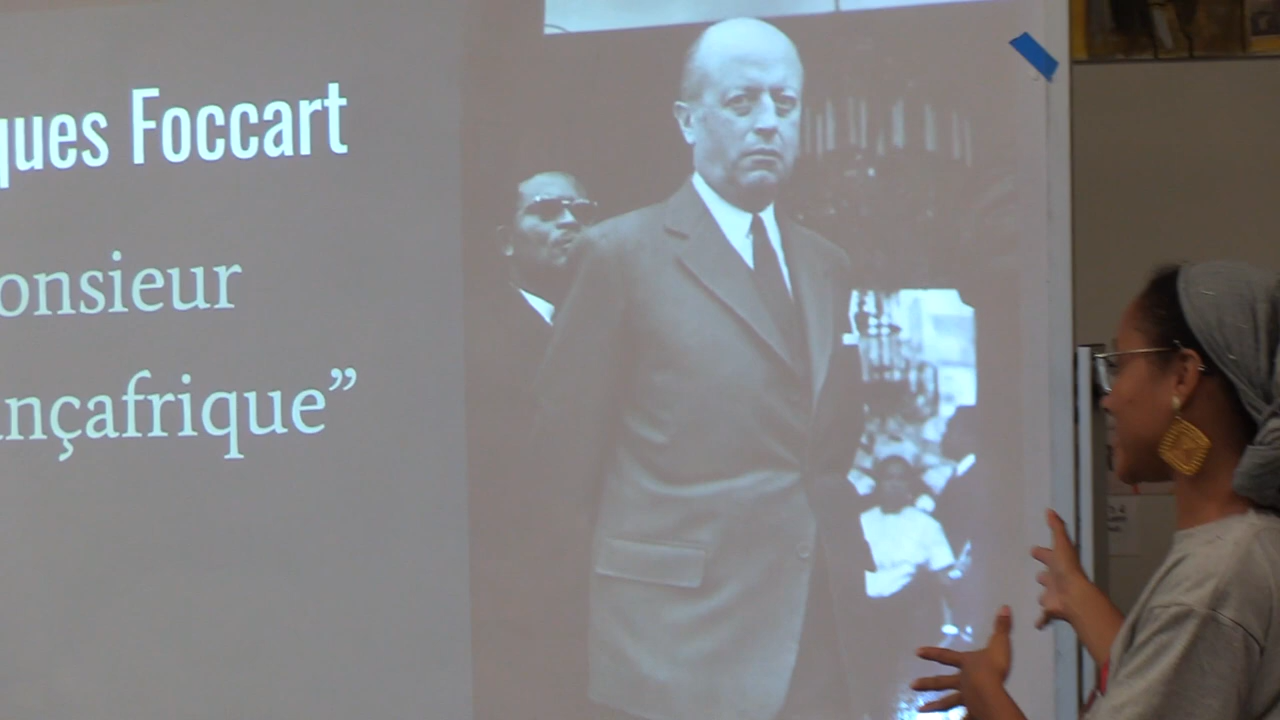 ques Foccart
onsieur
ançafrique”